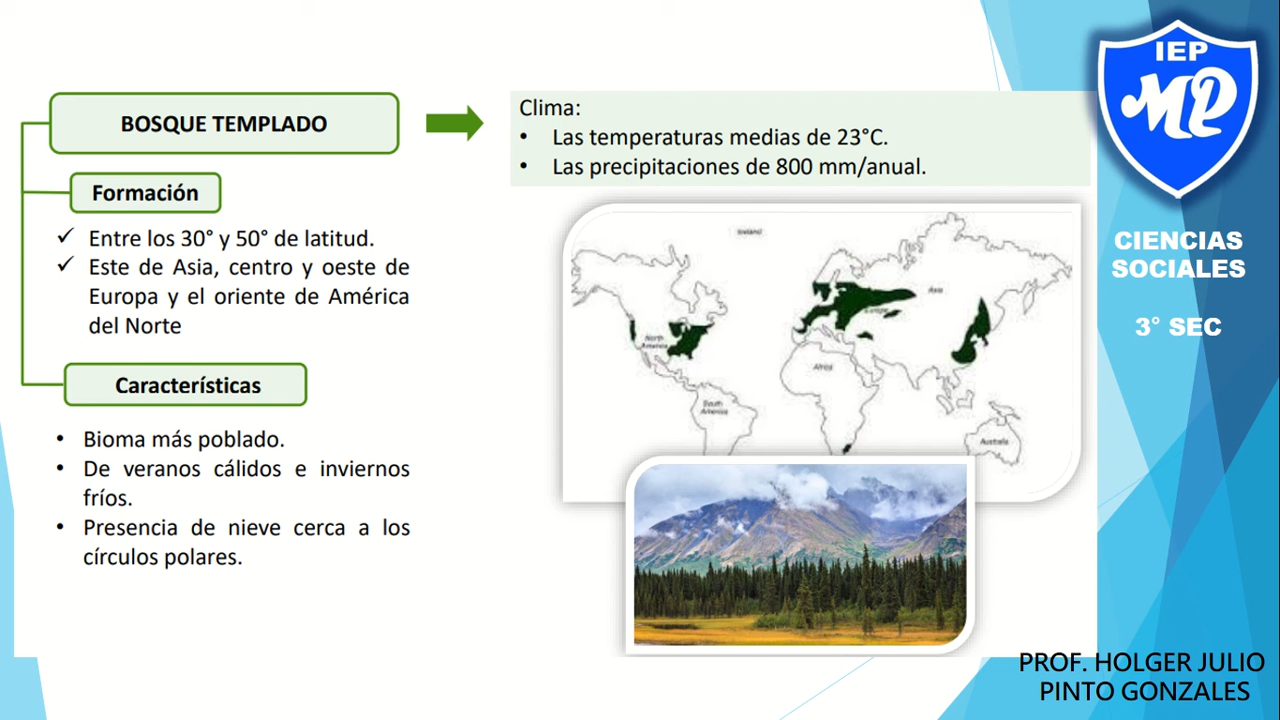 BOSQUE TEMPLADO
Formación
✓ Entre los 30° y 50° de latitud.
✓ Este de Asia, centro y oeste de
Europa y el oriente de América
del Norte
Características
• Bioma más poblado.
• De veranos cálidos e inviernos
fríos.
• Presencia de nieve cerca a los
círculos polares.
Clima:
• Las temperaturas medias de 23°C.
• Las precipitaciones de 800 mm/anual.
Iceland
Asia
Europe
North
America
Africa
South
America
Australia
IEP
MP
CIENCIAS
SOCIALES
3° SEC
PROF. HOLGER JULIO
PINTO GONZALES